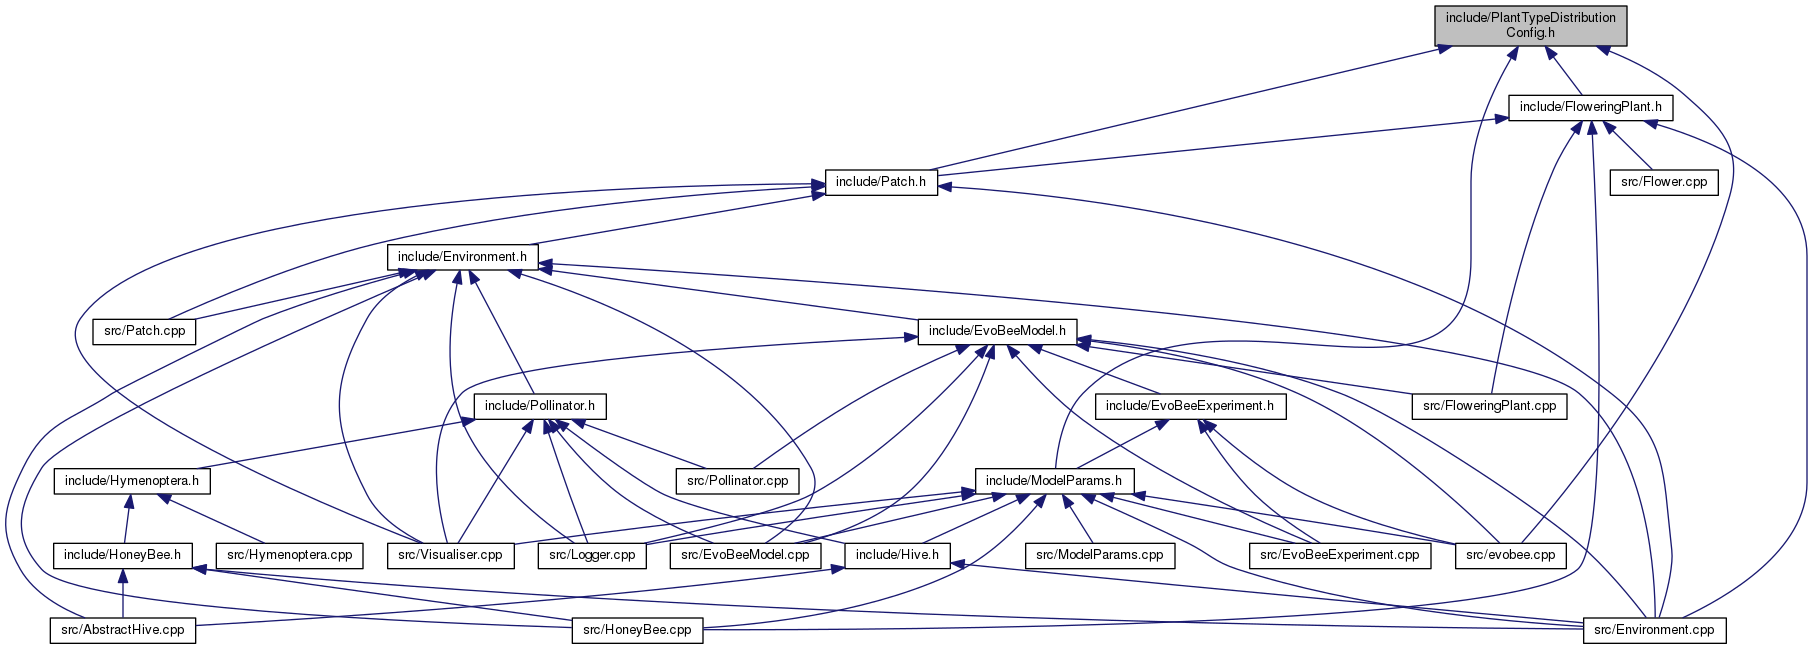 include/PlantTypeDistribution
Config.h
include/FloweringPlant.h
include/Patch.h
src/Flower.cpp
include/Environment.h
src/Patch.cpp
include/EvoBeeModel.h
include/Pollinator.h
include/EvoBeeExperiment.h
src/FloweringPlant.cpp
include/Hymenoptera.h
src/Pollinator.cpp
include/ModelParams.h
include/HoneyBee.h
src/Hymenoptera.cpp
src/Visualiser.cpp
src/Logger.cpp
src/EvoBeeModel.cpp
include/Hive.h
src/ModelParams.cpp
src/EvoBeeExperiment.cpp
src/evobee.cpp
src/AbstractHive.cpp
src/HoneyBee.cpp
src/Environment.cpp